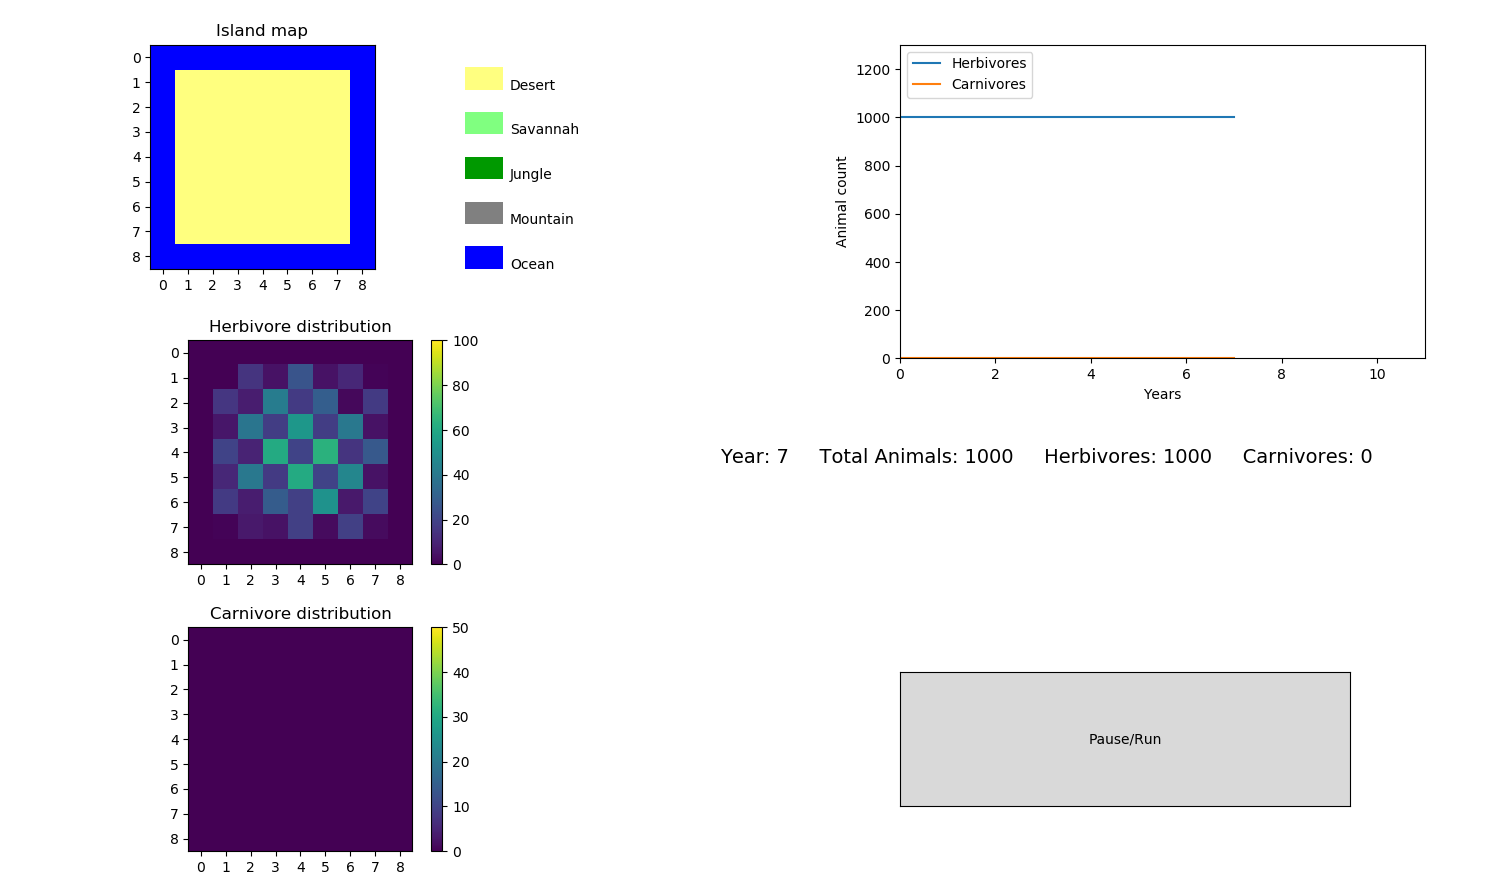 Island map
0
1
2
3
4
5
6
7
8
0 1 2 3 4 5 6 7 8
Desert
Savannah
Jungle
Mountain
Ocean
Herbivores
Carnivores
1200
1000
800
600
400
200
0
Animal count
0 2 4 6 8 10
Years
Herbivore distribution
0
1
2
3
4
5
6
7
8
0 1 2 3 4 5 6 7 8
100
80
60
40
20
0
Year: 7 Total Animals: 1000 Herbivores: 1000 Carnivores: 0
Carnivore distribution
0
1
2
3
4
5
6
7
8
0 1 2 3 4 5 6 7 8
50
40
30
20
10
0
Pause/Run